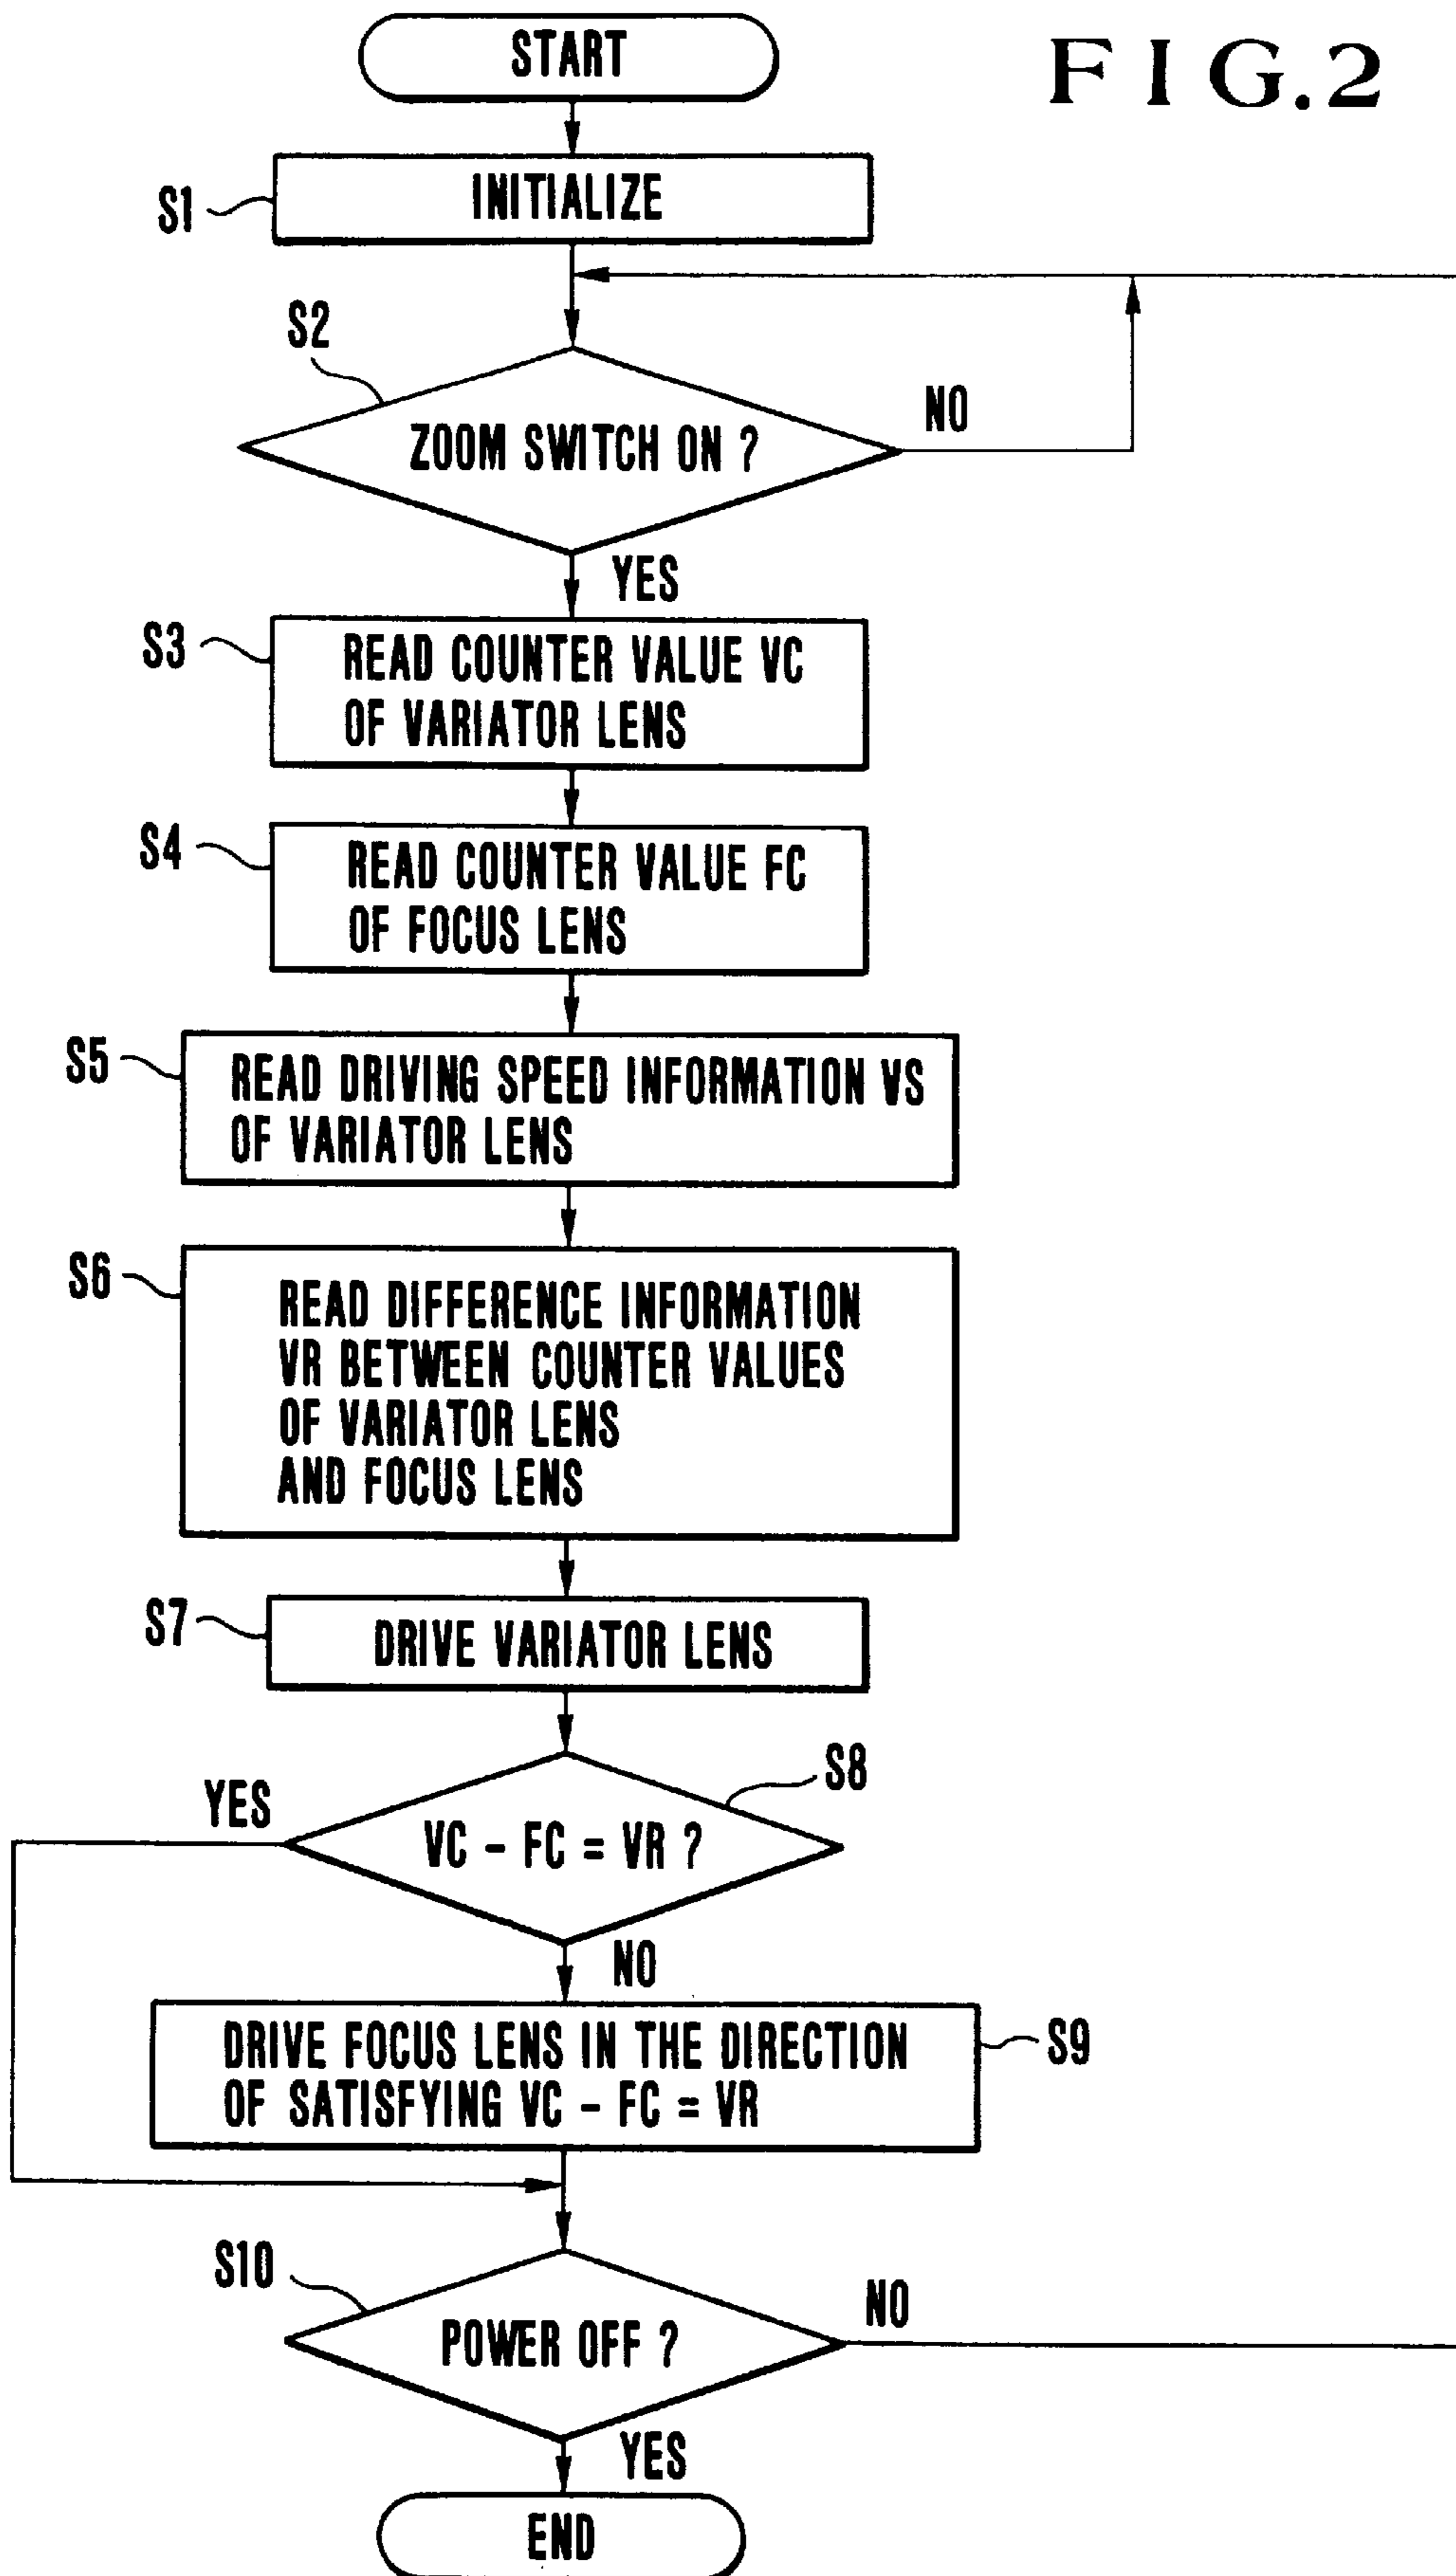 START
FIG.2
S1
INITIALIZE
S2
ZOOM SWITCH ON ?
NO
YES
S3
READ COUNTER VALUE VC
OF VARIATOR LENS
S4
READ COUNTER VALUE FC
OF FOCUS LENS
S5
READ DRIVING SPEED INFORMATION VS
OF VARIATOR LENS
S6
READ DIFFERENCE INFORMATION
VR BETWEEN COUNTER VALUES
OF VARIATOR LENS
AND FOCUS LENS
S7
DRIVE VARIATOR LENS
S8
YES
VC - FC = VR ?
NO
DRIVE FOCUS LENS IN THE DIRECTION
OF SATISFYING VC - FC = VR
S9
S10
POWER OFF ?
NO
YES
END